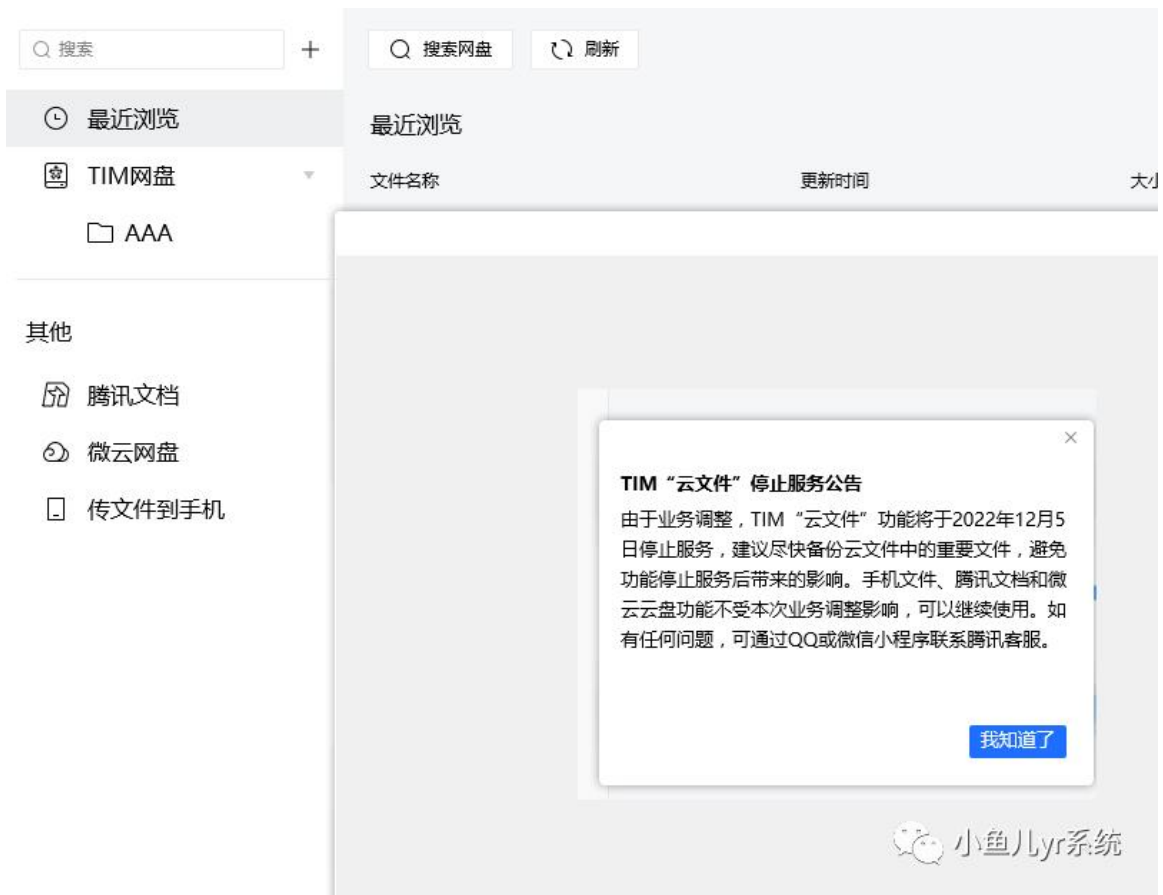 搜索
搜索网盘
刷新
最近浏览
TIM网盘
AAA
其他
腾讯文档
微云网盘
传文件到手机
最近浏览
文件名称 更新时间 大小
TIM“云文件”停止服务公告
由于业务调整，TIM“云文件”功能将于2022年12月5
日停止服务，建议尽快备份云文件中的重要文件，避免
功能停止服务后带来的影响。手机文件、腾讯文档和微
云云盘功能不受本次业务调整影响，可以继续使用。如
有任何问题，可通过QQ或微信小程序联系腾讯客服。
我知道了
小鱼儿yr系统